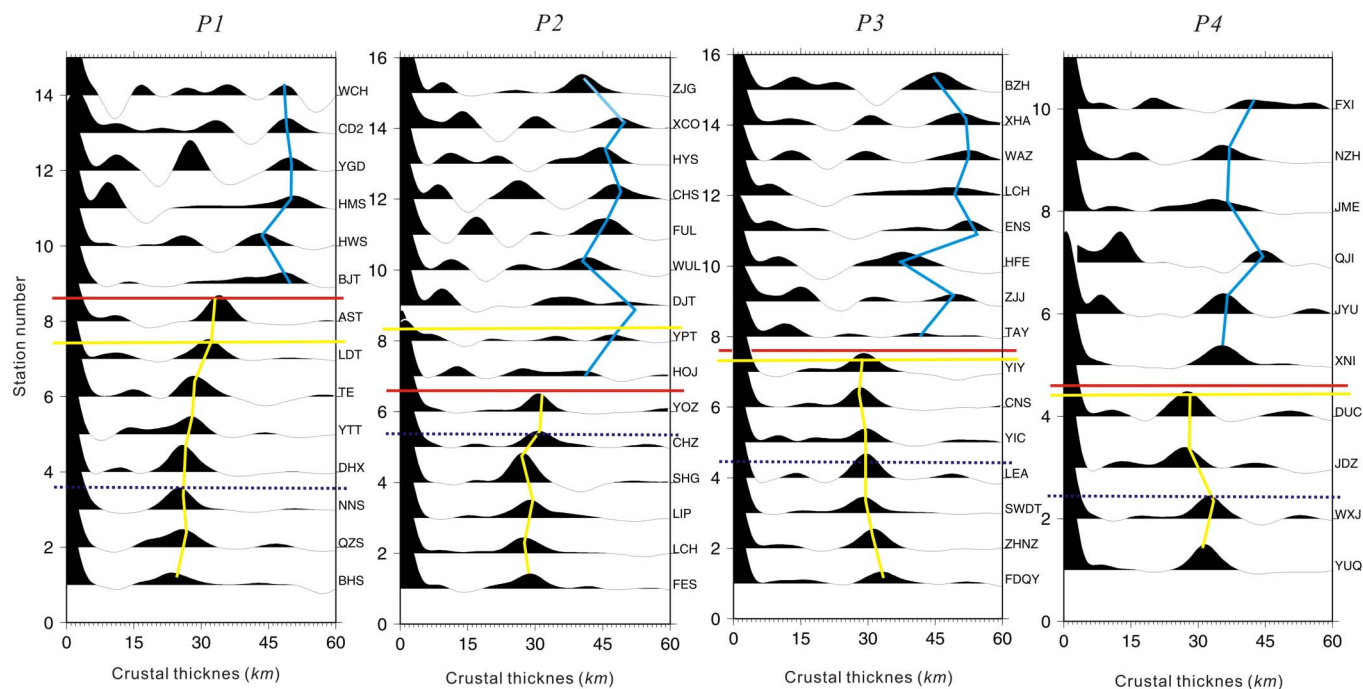 P1 P2 P3 P4
Station number
14
12
10
8
6
4
2
0
WCH
CD2
YGD
HMS
HWS
BJT
AST
LDT
TE
YTT
DHX
NNS
QZS
BHS
0 15 30 45 60
Crustal thicknes (km)
16
14
12
10
8
6
4
2
0
ZJG
XCO
HYS
CHS
FUL
WUL
DJT
YPT
HOJ
YOZ
CHZ
SHG
LIP
LCH
FES
0 15 30 45 60
Crustal thicknes (km)
16
14
12
10
8
6
4
2
0
BZH
XHA
WAZ
LCH
ENS
HFE
ZJJ
TAY
YIY
CNS
YIC
LEA
SWDT
ZHNZ
FDQY
0 15 30 45 60
Crustal thicknes (km)
10
8
6
4
2
0
FXI
NZH
JME
QJI
JYU
XNI
DUC
JDZ
WXJ
YUQ
0 15 30 45 60
Crustal thicknes (km)